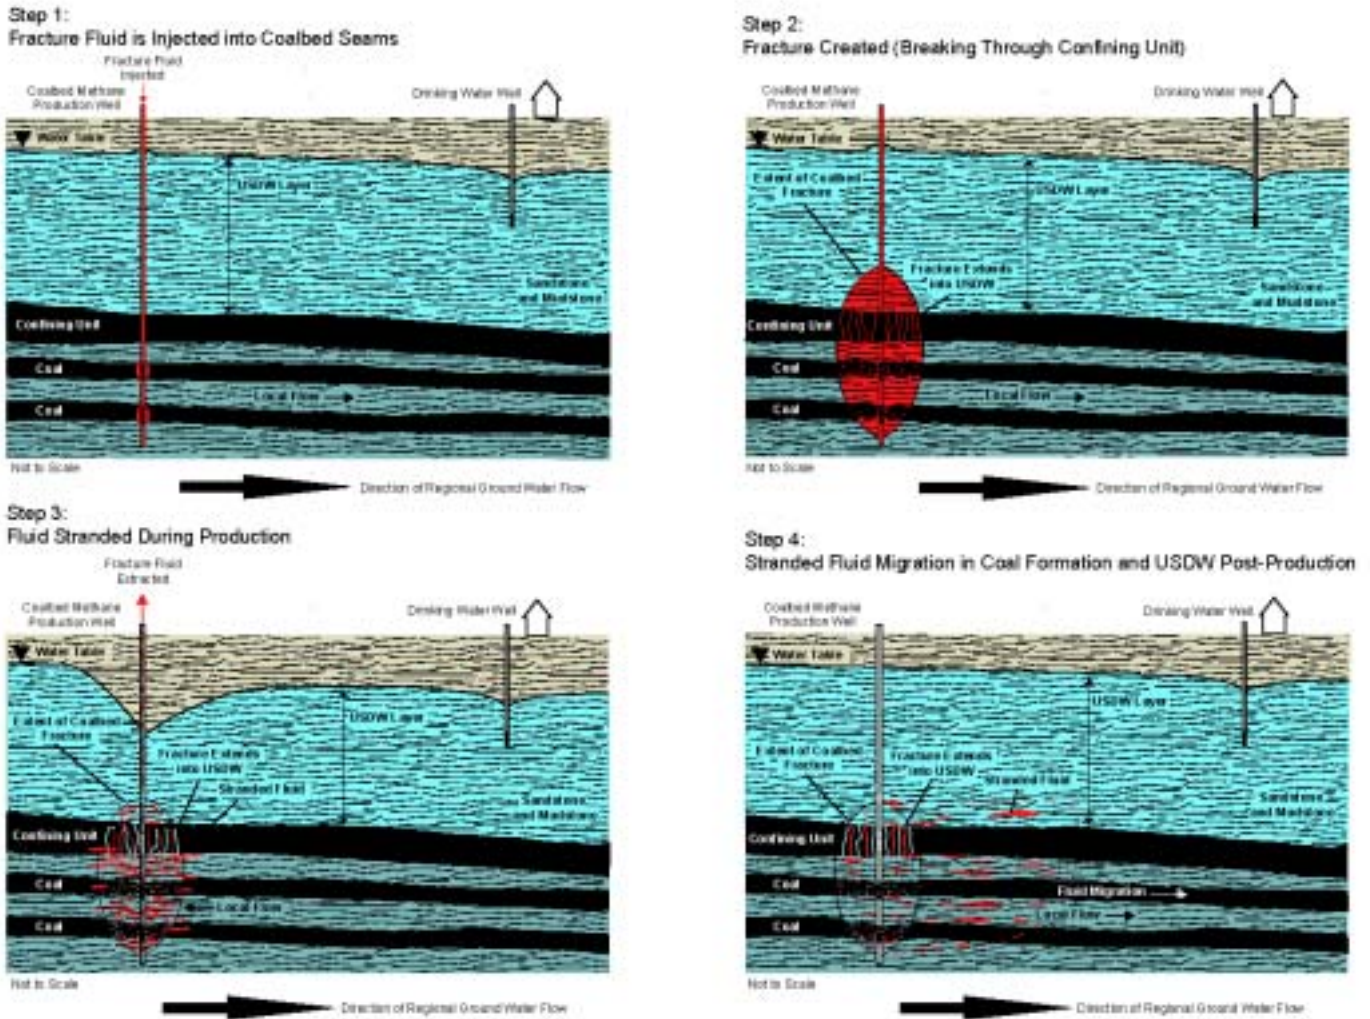 Step 1:
Fracture Fluid is Injected into Coalbed Seams
Fracture Fluid
Injected
Coalbed Methane
Production Well
Drinking Water Well
Water Table
USDW Layer
Sandstone
and Mudstone
Confining Unit
Coal
Local Flow
Coal
Not to Scale
Direction of Regional Ground Water Flow
Step 2:
Fracture Created (Breaking Through Confining Unit)
Coalbed Methane
Production Well
Drinking Water Well
Water Table
Extent of Coalbed
Fracture
USDW Layer
Fracture Extends
into USDW
Sandstone
and Mudstone
Confining Unit
Coal
Local Flow
Coal
Not to Scale
Direction of Regional Ground Water Flow
Step 3:
Fluid Stranded During Production
Fracture Fluid
Extracted
Coalbed Methane
Production Well
Drinking Water Well
Water Table
Extent of Coalbed
Fracture
USDW Layer
Fracture Extends
into USDW
Stranded Fluid
Sandstone
and Mudstone
Confining Unit
Coal
Local Flow
Coal
Not to Scale
Direction of Regional Ground Water Flow
Step 4:
Stranded Fluid Migration in Coal Formation and USDW Post-Production
Coalbed Methane
Production Well
Drinking Water Well
Water Table
USDW Layer
Extent of Coalbed
Fracture
Fracture Extends
into USDW
Stranded Fluid
Sandstone
and Mudstone
Confining Unit
Coal
Fluid Migration
Local Flow
Coal
Not to Scale
Direction of Regional Ground Water Flow